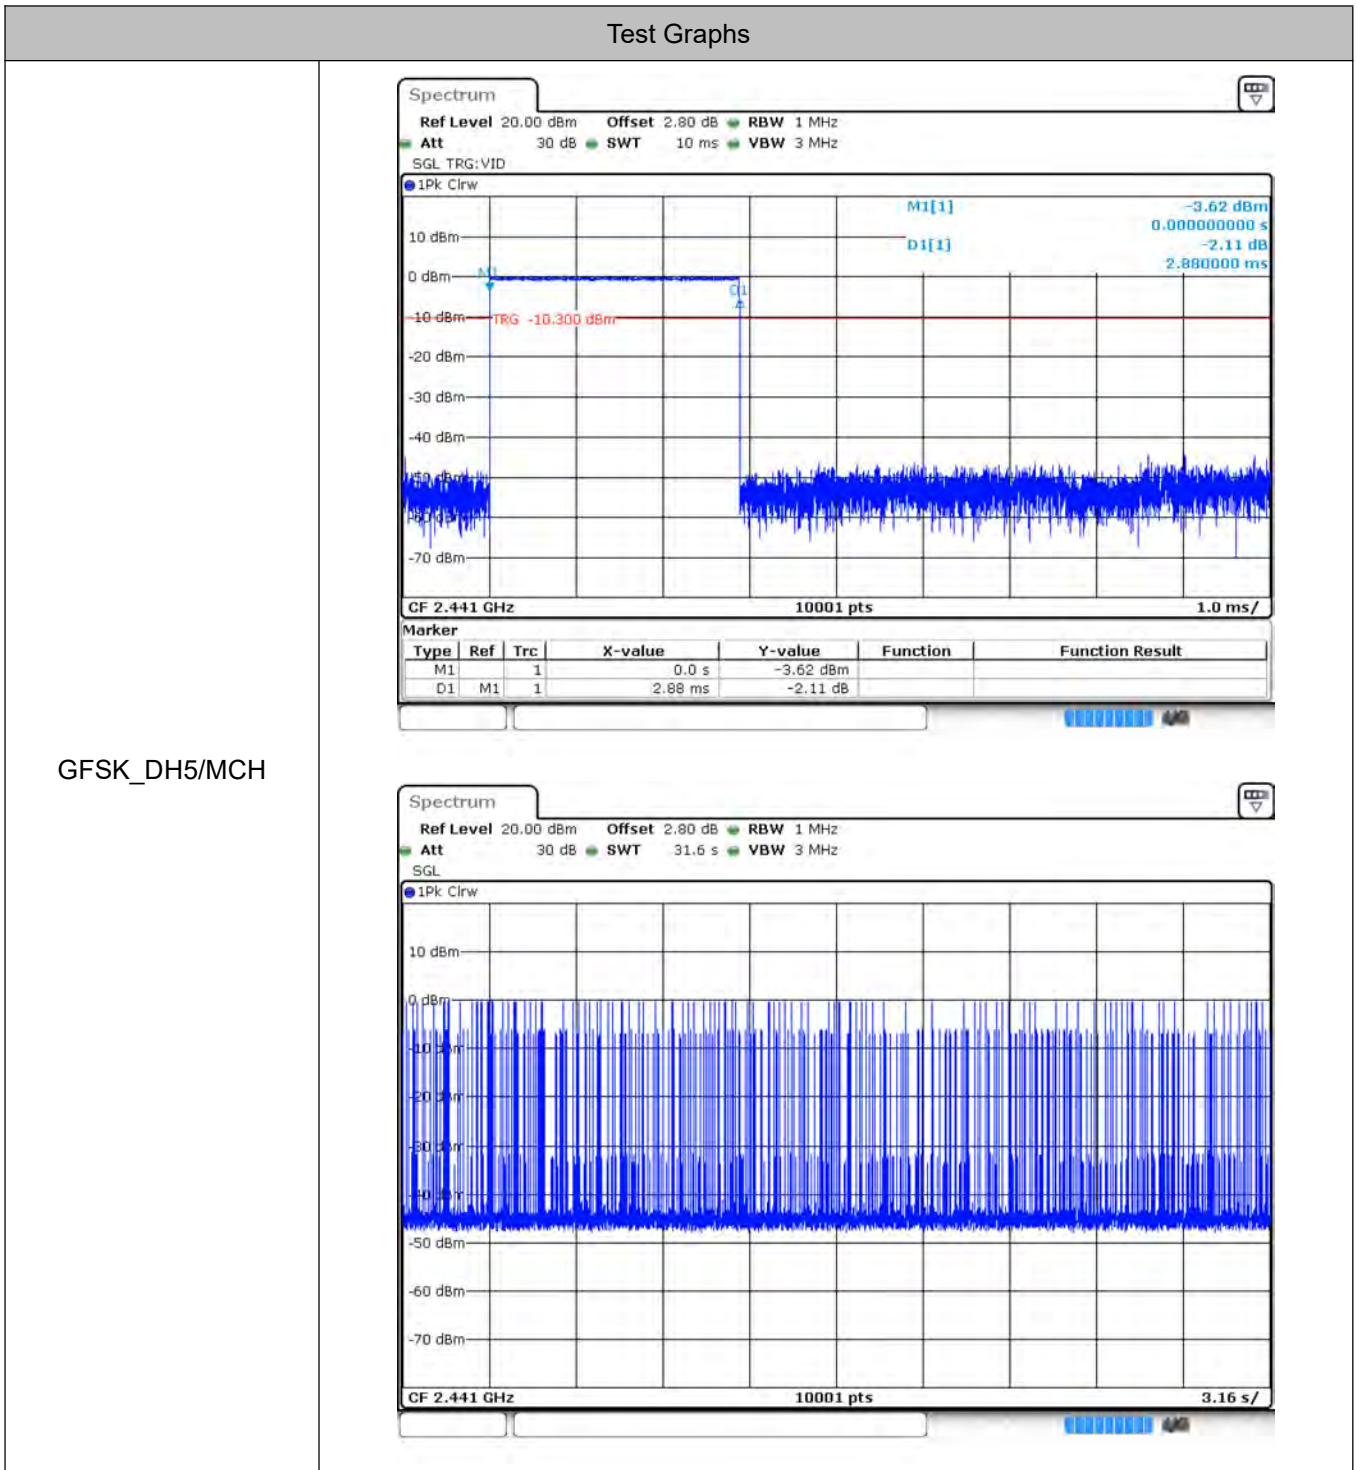 Test Graphs
GFSK_DH5/MCH
Spectrum
Ref Level 20.00 dBm Offset 2.80 dB RBW 1 MHz
Att 30 dB SWT 10 ms VBW 3 MHz
SGL TRG:VID
1Pk Clrw
M1[1] -3.62 dBm
0.000000000 s
D1[1] -2.11 dB
2.880000 ms
10 dBm
0 dBm
M1
D1
-10 dBm
TRG -10.300 dBm
-20 dBm
-30 dBm
-40 dBm
-70 dBm
CF 2.441 GHz 10001 pts 1.0 ms/
Marker
Type Ref Trc X-value Y-value Function Function Result
M1 1 0.0 s -3.62 dBm
D1 M1 1 2.88 ms -2.11 dB
Spectrum
Ref Level 20.00 dBm Offset 2.80 dB RBW 1 MHz
Att 30 dB SWT 31.6 s VBW 3 MHz
SGL
1Pk Clrw
10 dBm
0 dBm
-50 dBm
-60 dBm
-70 dBm
CF 2.441 GHz 10001 pts 3.16 s/